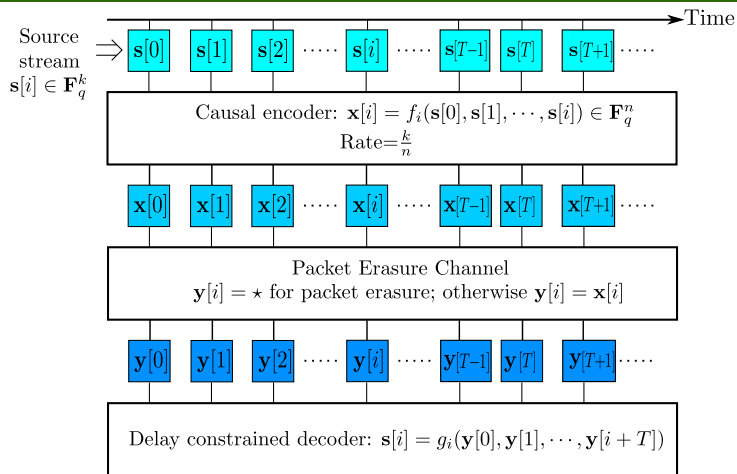 Time
Source
stream
𝐬[i] ∈ 𝐅_q^k
𝐬[0] 𝐬[1] 𝐬[2] ····· 𝐬[i] ····· 𝐬[T−1] 𝐬[T] 𝐬[T+1] ·····
Causal encoder: 𝐱[i] = f_i(𝐬[0], 𝐬[1], ···, 𝐬[i]) ∈ 𝐅_q^n
Rate=k/n
𝐱[0] 𝐱[1] 𝐱[2] ····· 𝐱[i] ····· 𝐱[T−1] 𝐱[T] 𝐱[T+1] ·····
Packet Erasure Channel
𝐲[i] = ⋆ for packet erasure; otherwise 𝐲[i] = 𝐱[i]
𝐲[0] 𝐲[1] 𝐲[2] ····· 𝐲[i] ····· 𝐲[T−1] 𝐲[T] 𝐲[T+1] ·····
Delay constrained decoder: 𝐬[i] = g_i(𝐲[0], 𝐲[1], ···, 𝐲[i + T])